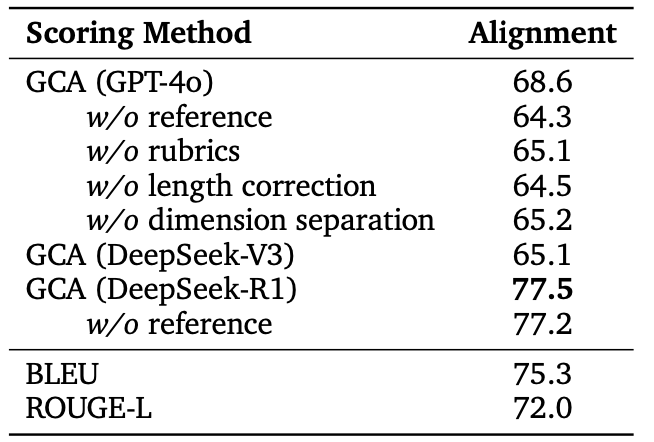 Scoring Method Alignment
GCA (GPT-4o) 68.6
w/o reference 64.3
w/o rubrics 65.1
w/o length correction 64.5
w/o dimension separation 65.2
GCA (DeepSeek-V3) 65.1
GCA (DeepSeek-R1) 77.5
w/o reference 77.2
BLEU 75.3
ROUGE-L 72.0